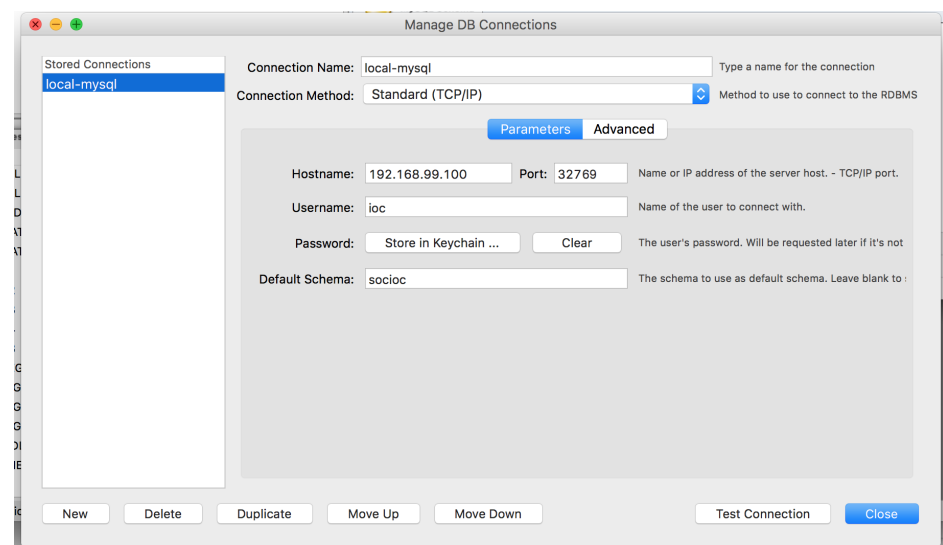 Manage DB Connections
Stored Connections
local-mysql
Connection Name: local-mysql Type a name for the connection
Connection Method: Standard (TCP/IP) Method to use to connect to the RDBMS
Parameters Advanced
Hostname: 192.168.99.100 Port: 32769 Name or IP address of the server host. - TCP/IP port.
Username: ioc Name of the user to connect with.
Password: Store in Keychain ... Clear The user's password. Will be requested later if it's not
Default Schema: socioc The schema to use as default schema. Leave blank to
New Delete Duplicate Move Up Move Down Test Connection Close